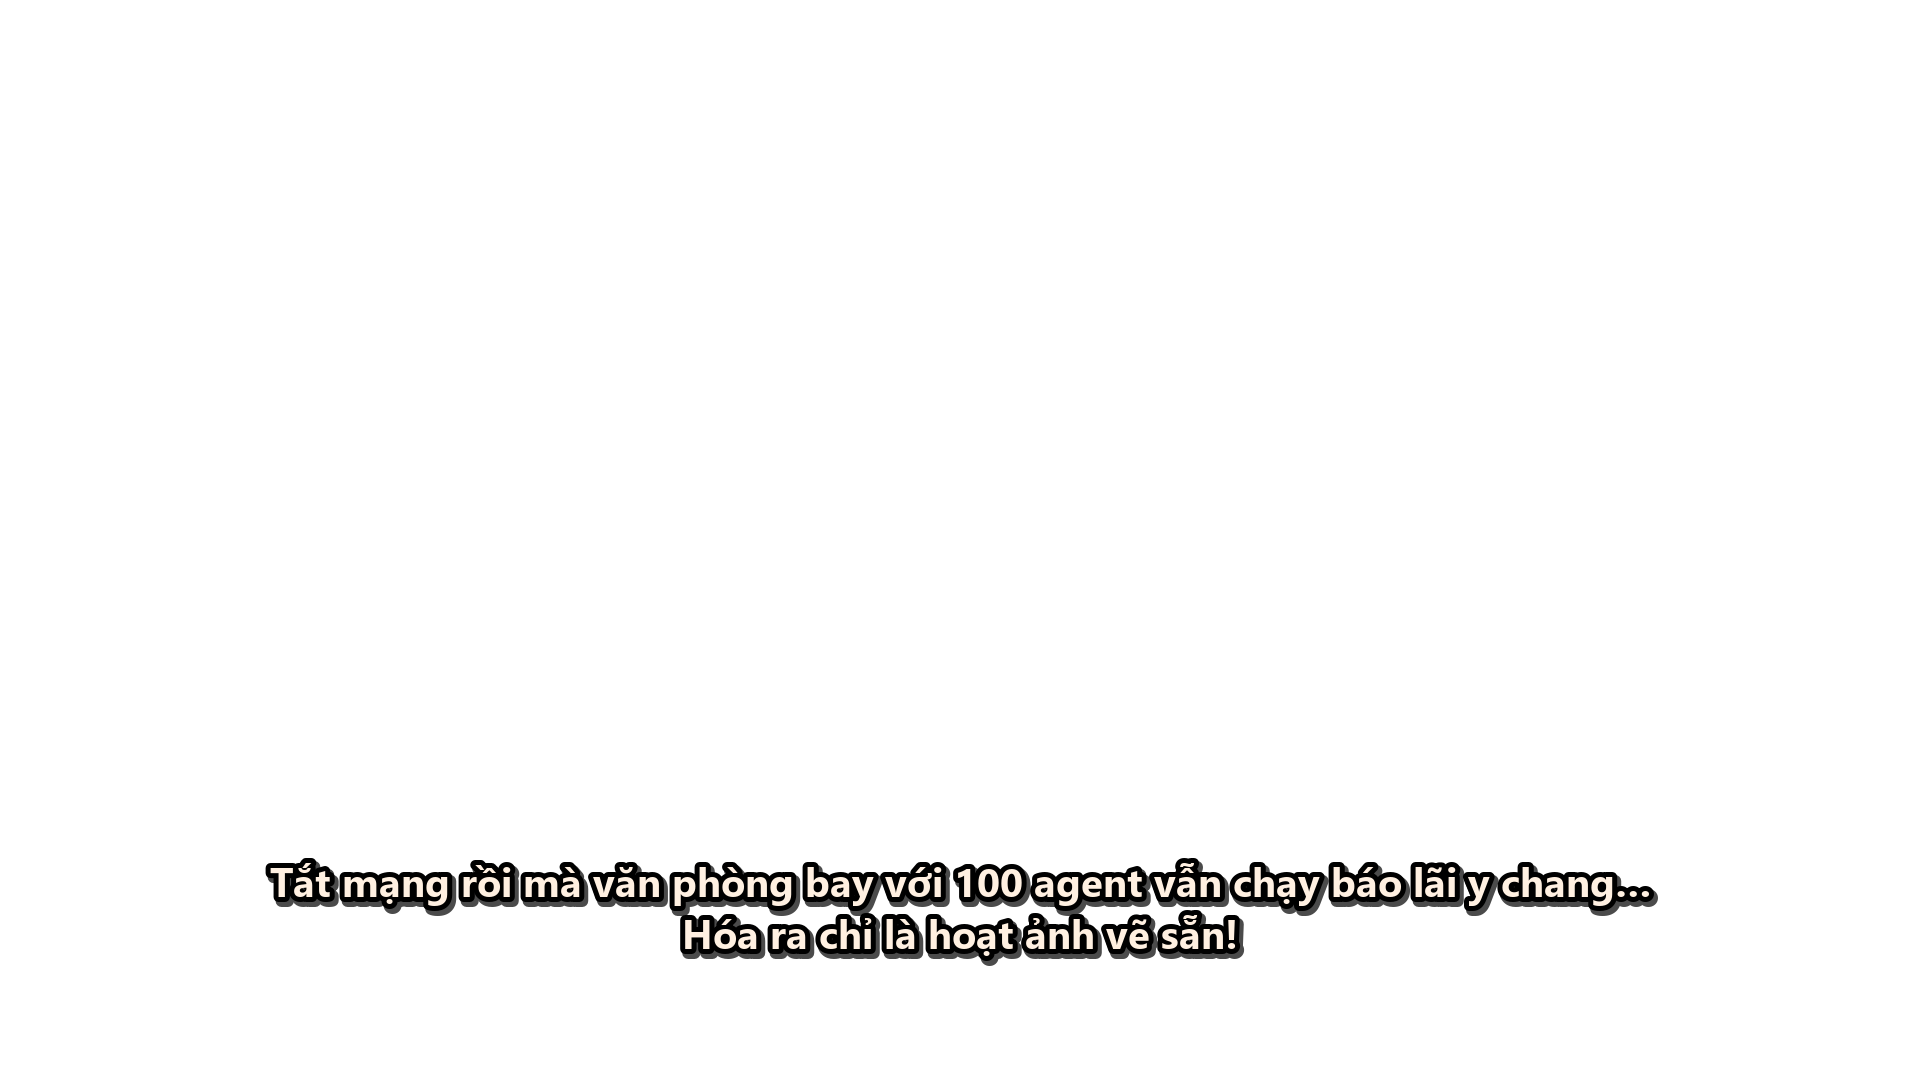 Tắt mạng rồi mà văn phòng bay với 100 agent vẫn chạy báo lãi y chang...
Hóa ra chỉ là hoạt ảnh vẽ sẵn!